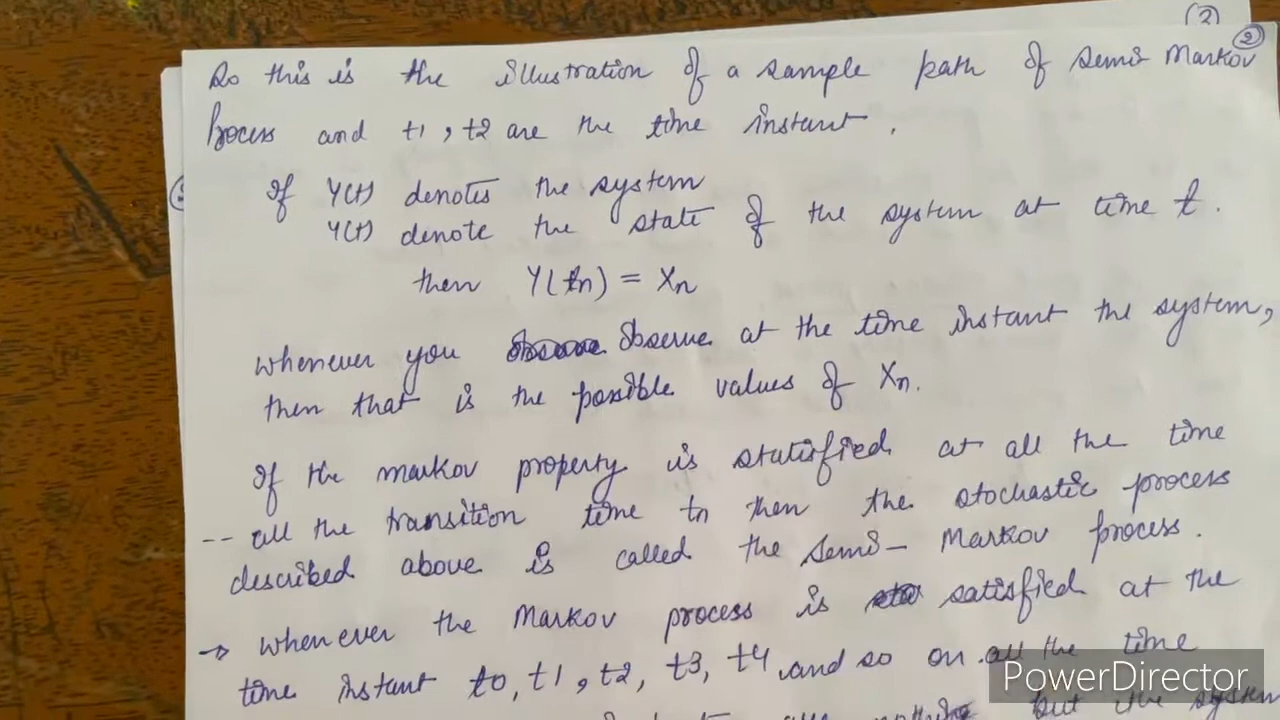 (2)
(2)
So this is the illustration of a sample path of semi Markov
Process and t1, t2 are the time instant.
If Y(t) denotes the system
Y(t) denote the state of the system at time t.
then Y(tn) = Xn
whenever you observe at the time instant the system,
then that is the possible values of Xn.
If the markov property is statisfied at all the time
-- all the transition time tn then the stochastic process
described above is called the semi- Markov process.
→ whenever the Markov process is satisfied at the
time instant t0, t1, t2, t3, t4 and so on all the time
but the system
PowerDirector